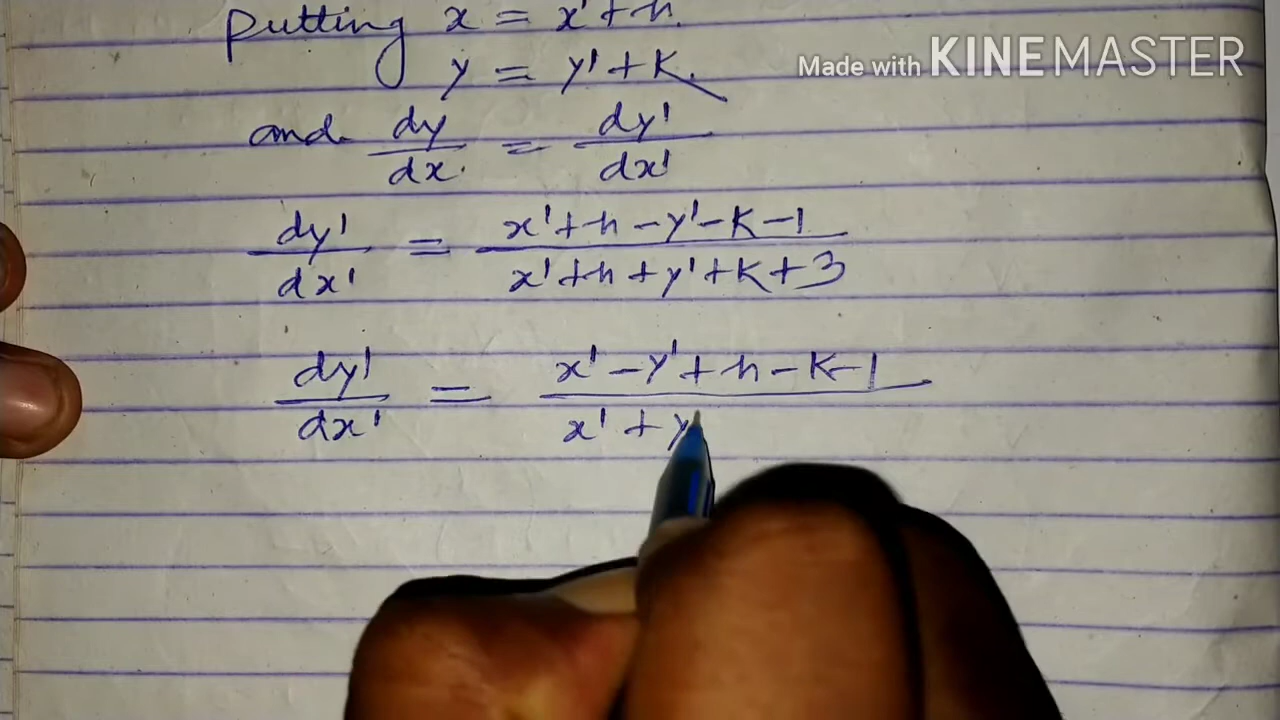 Putting x = x' + h.
y = y' + K.
Made with KINEMASTER
and dy/dx = dy'/dx'
dy'/dx' = x'+h-y'-K-1 / x'+h+y'+K+3
dy'/dx' = x'-y'+h-K-1 / x'+y